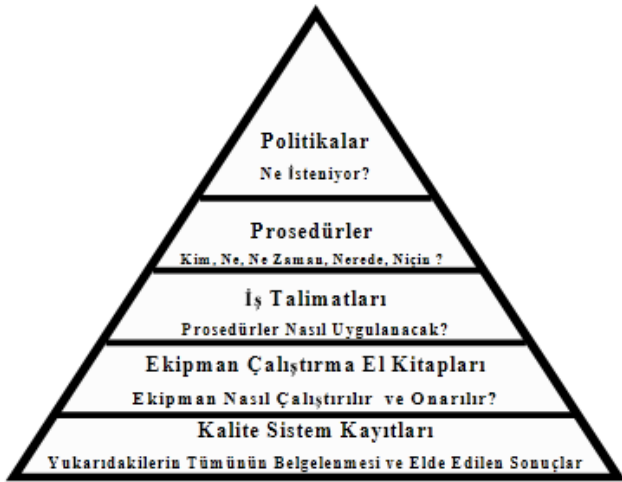 Politikalar
Ne İsteniyor?
Prosedürler
Kim, Ne, Ne Zaman, Nerede, Niçin ?
İş Talimatları
Prosedürler Nasıl Uygulanacak?
Ekipman Çalıştırma El Kitapları
Ekipman Nasıl Çalıştırılır ve Onarılır?
Kalite Sistem Kayıtları
Yukarıdakilerin Tümünün Belgelenmesi ve Elde Edilen Sonuçlar